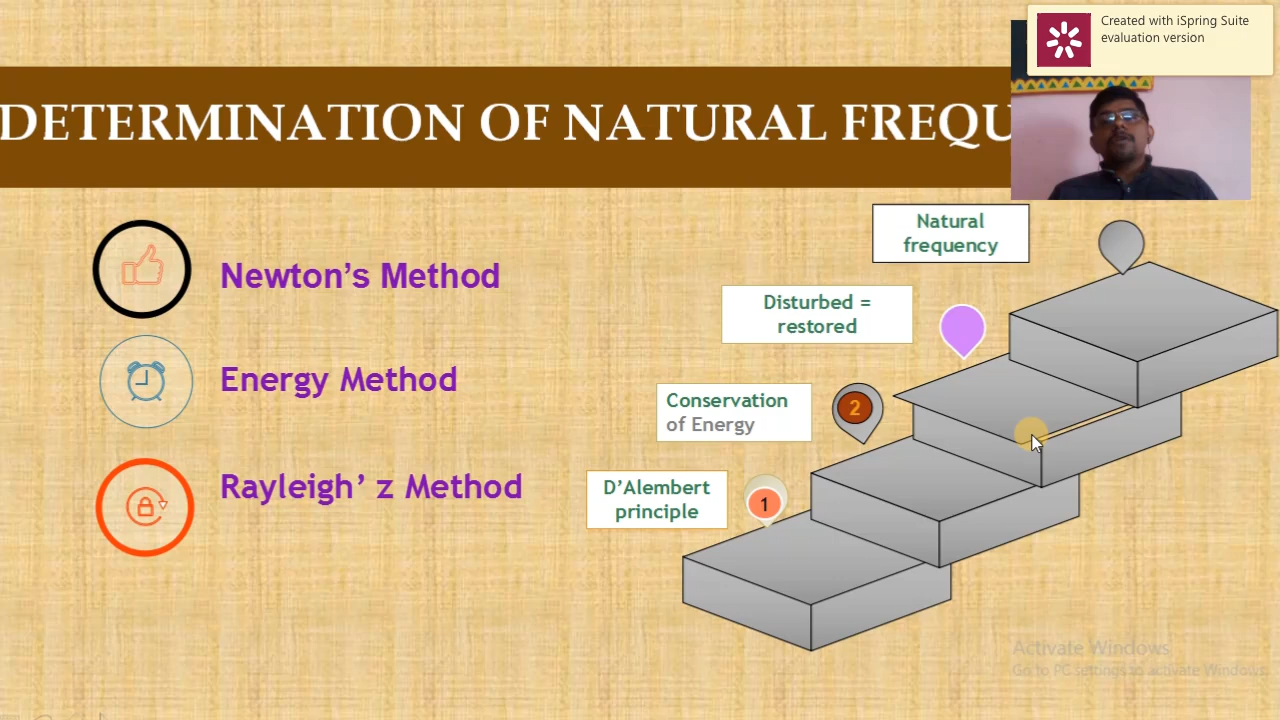 Created with iSpring Suite
evaluation version
DETERMINATION OF NATURAL FREQU
Newton’s Method
Energy Method
Rayleigh’ z Method
Natural
frequency
Disturbed =
restored
2
Conservation
of Energy
D’Alembert
principle
1
Activate Windows
Go to PC settings to activate Windows.